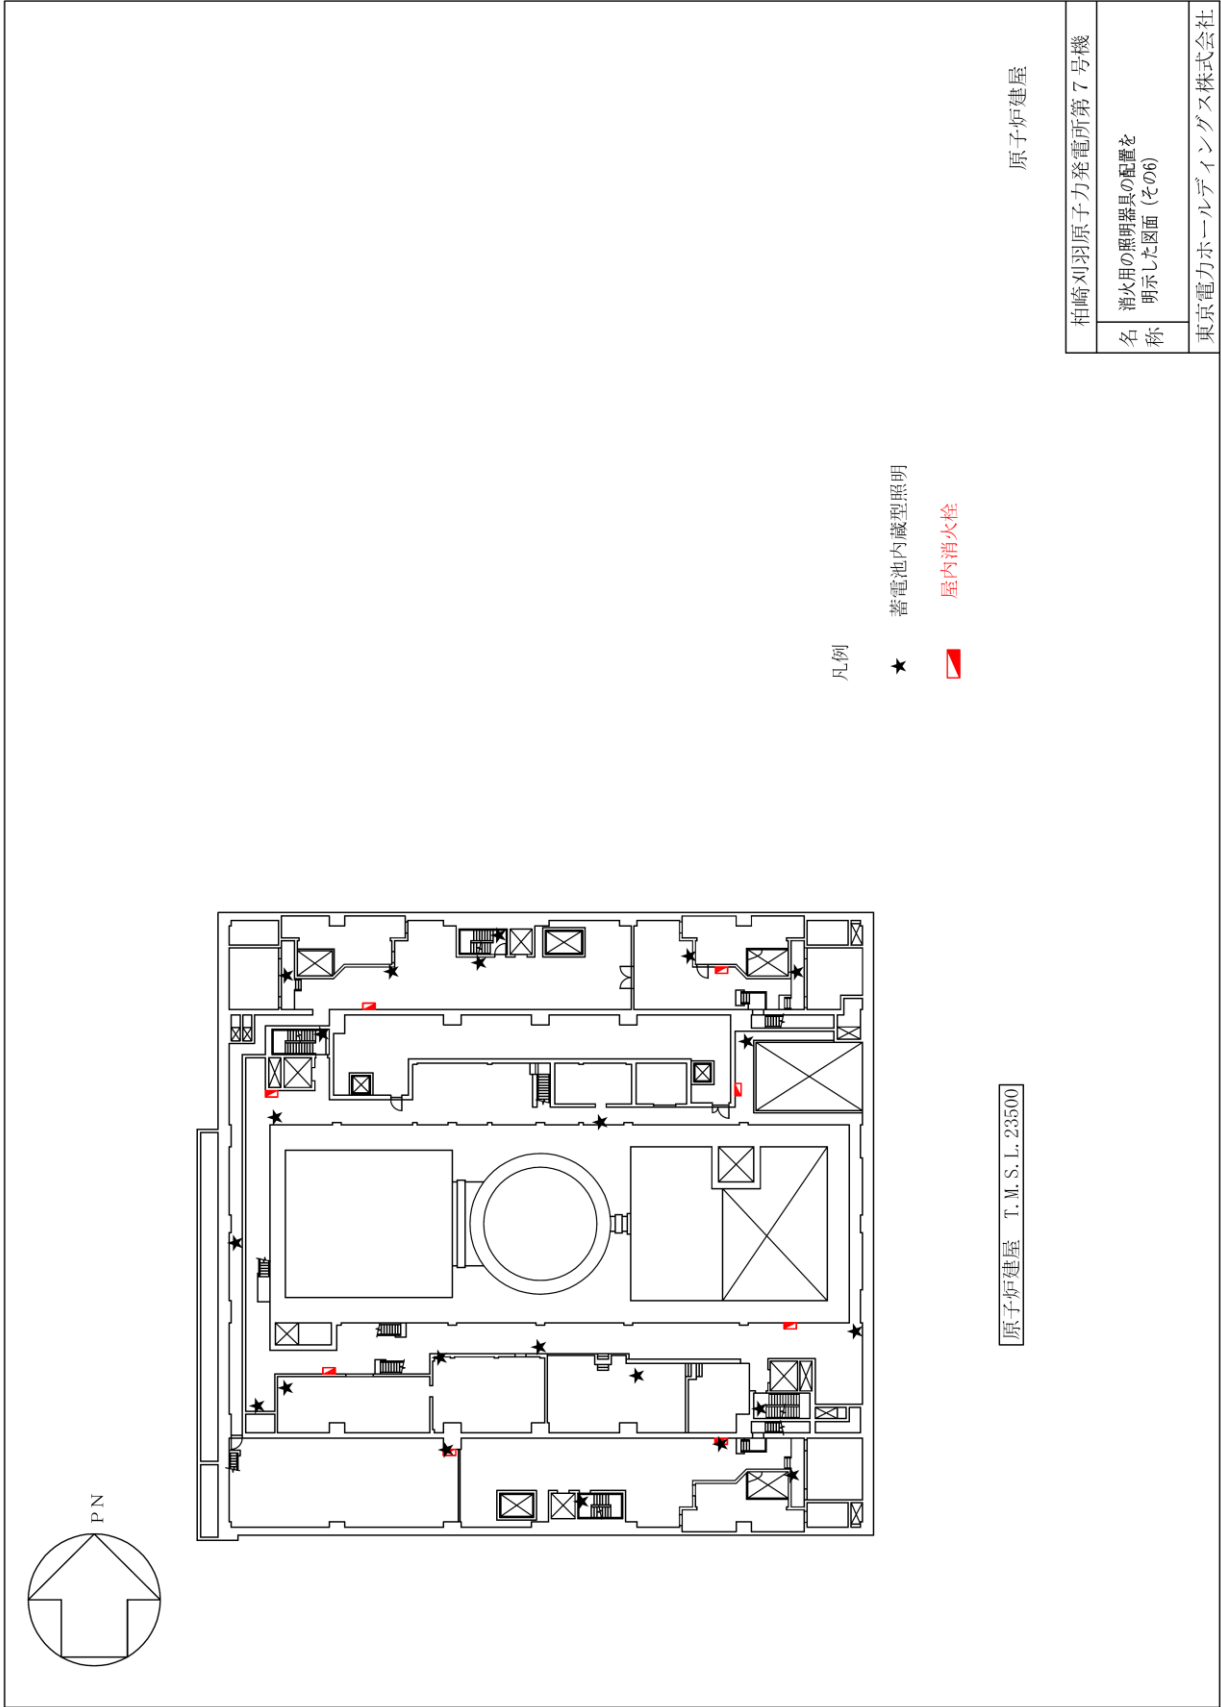 PN
原子炉建屋 T.M.S.L.23500
凡例
★ 蓄電池内蔵型照明
屋内消火栓
原子炉建屋
柏崎刈羽原子力発電所第７号機
名称
消火用の照明器具の配置を
明示した図面（その6）
東京電力ホールディングス株式会社